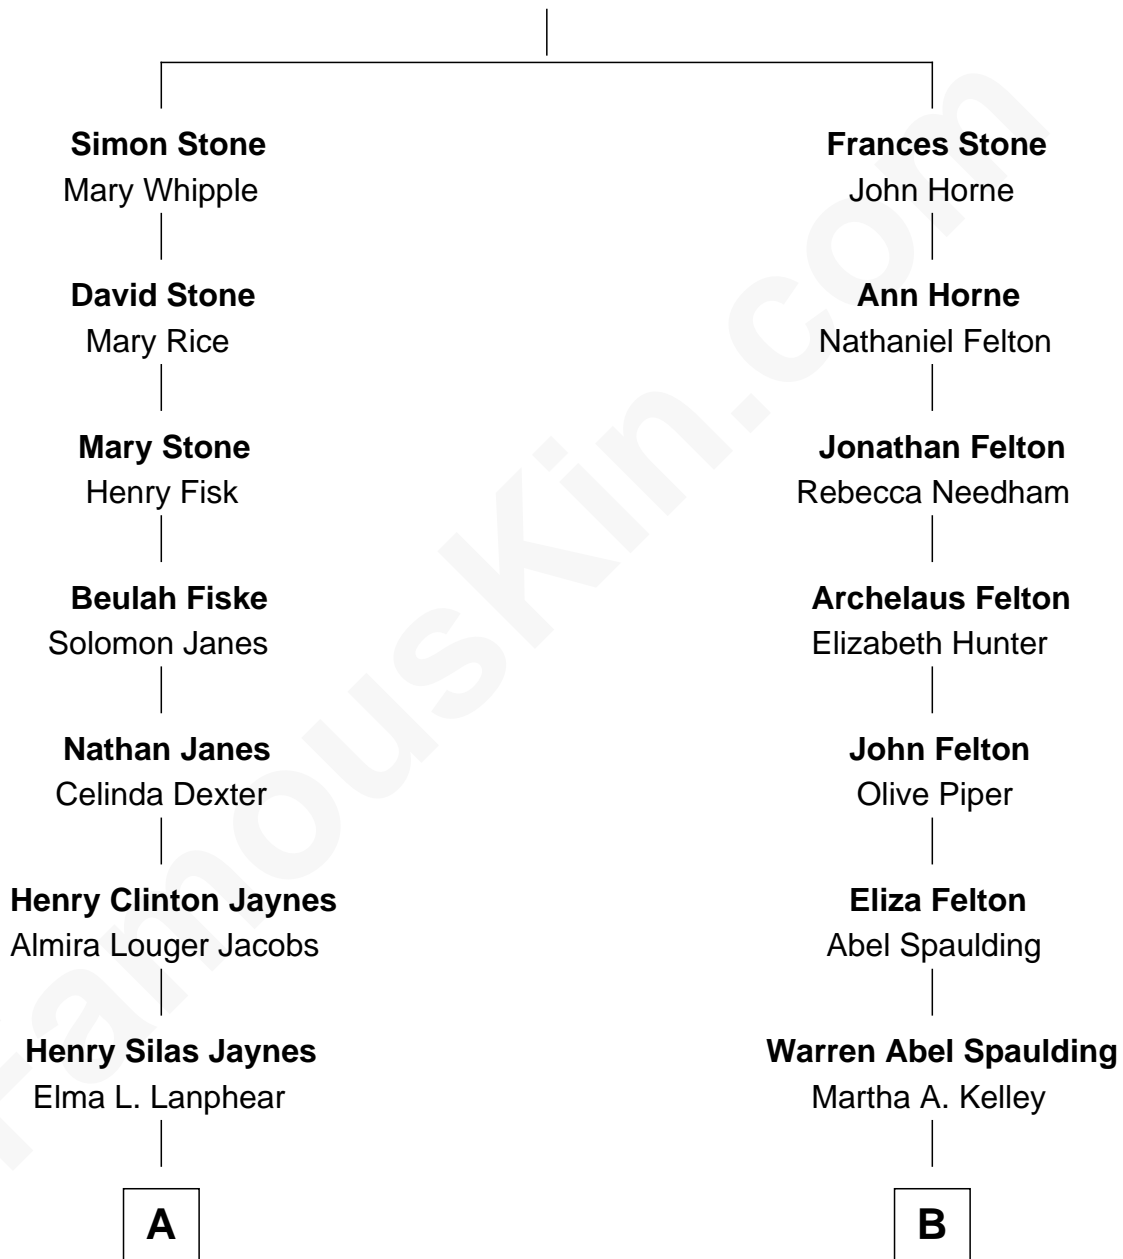 Simon Stone
Mary Whipple
David Stone
Mary Rice
Mary Stone
Henry Fisk
Beulah Fiske
Solomon Janes
Nathan Janes
Celinda Dexter
Henry Clinton Jaynes
Almira Louger Jacobs
Henry Silas Jaynes
Elma L. Lanphear
A
Frances Stone
John Horne
Ann Horne
Nathaniel Felton
Jonathan Felton
Rebecca Needham
Archelaus Felton
Elizabeth Hunter
John Felton
Olive Piper
Eliza Felton
Abel Spaulding
Warren Abel Spaulding
Martha A. Kelley
B
FamousKin.com